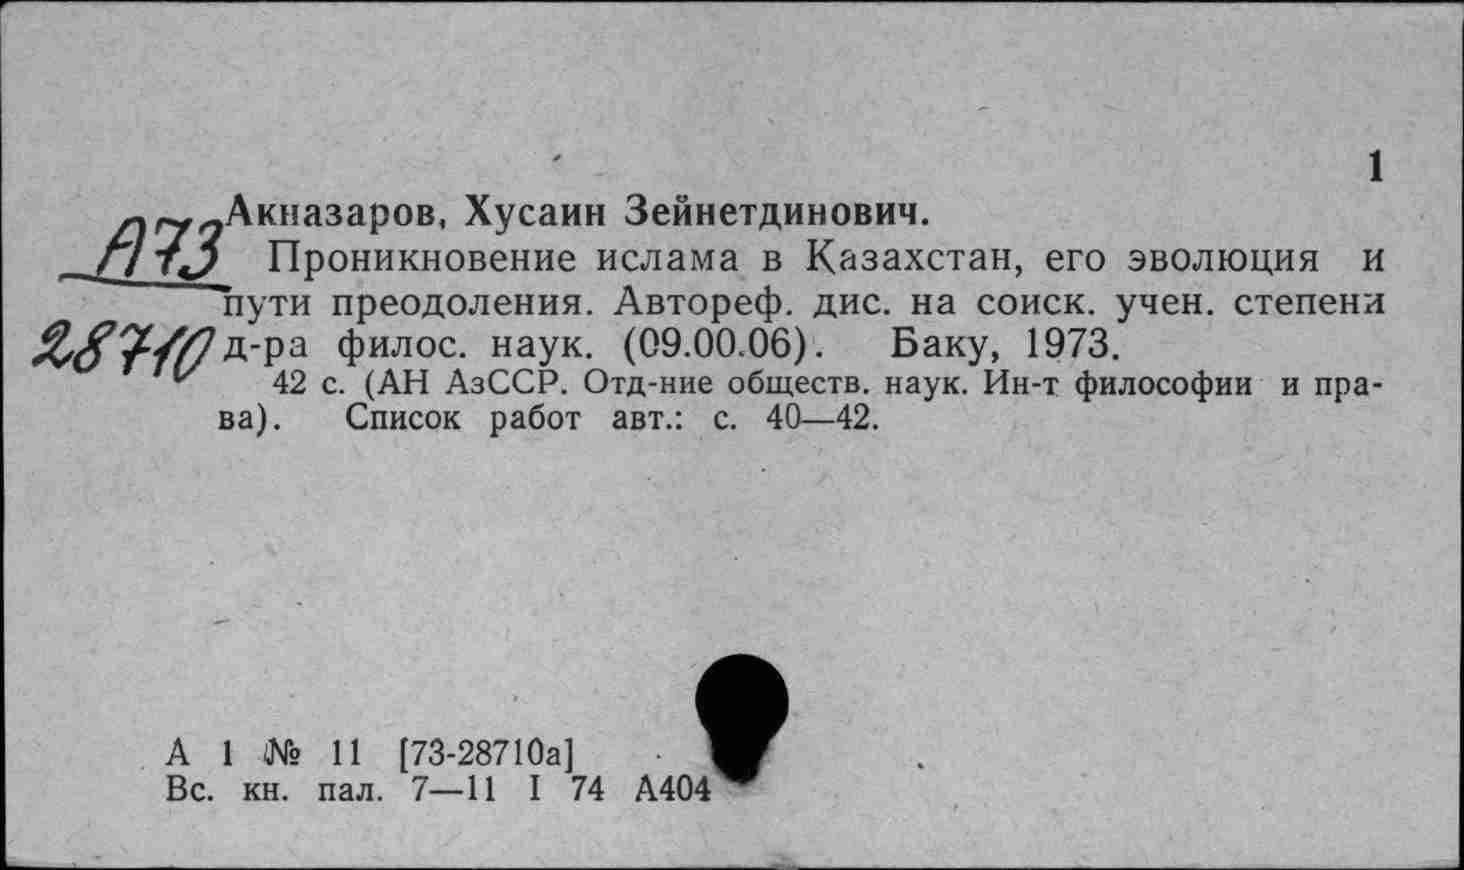 1
Акназаров, Хусаин Зейнетдинович.
А73
Проникновение ислама в Казахстан, его эволюция и
пути преодоления. Автореф. дис. на соиск. учен. степени
28710
д-ра филос. наук. (09.00.06). Баку, 1973.
42 с. (АН АзССР. Отд-ние обществ. наук. Ин-т философии и пра-
ва). Список работ авт.: с. 40—42.
А 1 № 11 [73-28710а]
Вс. кн. пал. 7—11 I 74 А404